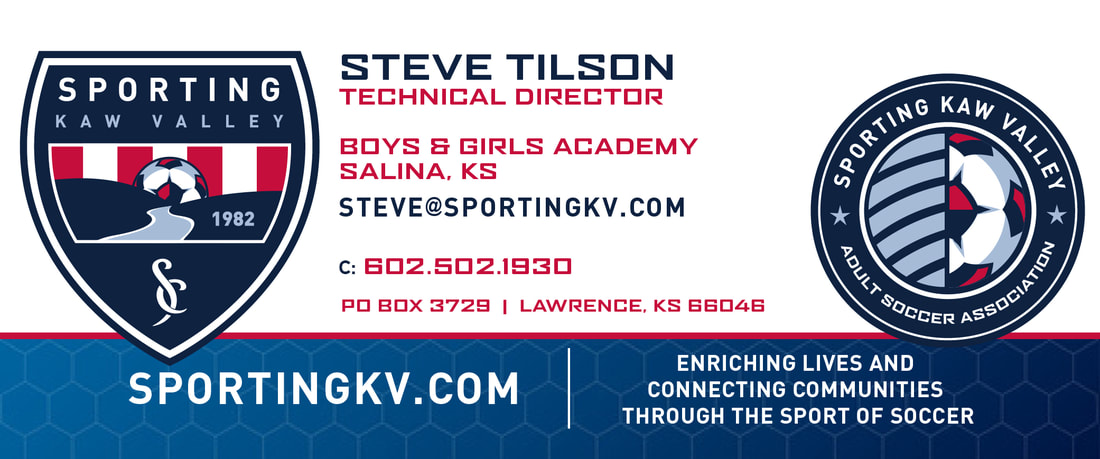 SPORTING
KAW VALLEY
1982
SC
STEVE TILSON
TECHNICAL DIRECTOR
BOYS & GIRLS ACADEMY
SALINA, KS
STEVE@SPORTINGKV.COM
C: 602.502.1930
PO BOX 3729 | LAWRENCE, KS 66046
SPORTING KAW VALLEY
ADULT SOCCER ASSOCIATION
SPORTINGKV.COM
ENRICHING LIVES AND
CONNECTING COMMUNITIES
THROUGH THE SPORT OF SOCCER